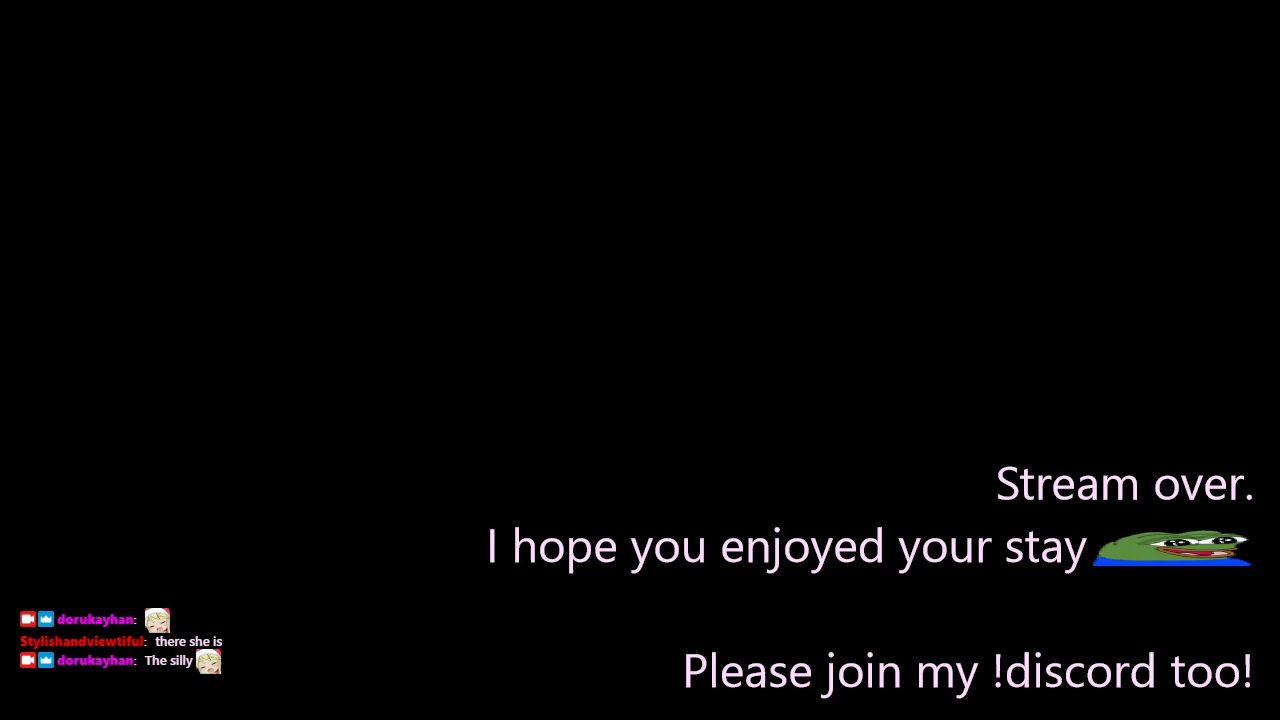 Stream over.
I hope you enjoyed your stay
dorukayhan:
Stylishandviewtiful: there she is
dorukayhan: The silly
Please join my !discord too!